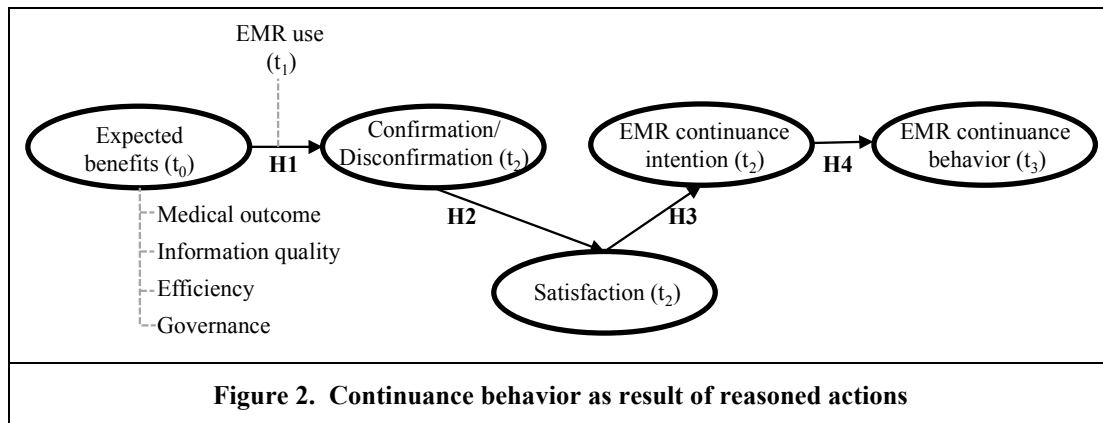 EMR use
(t₁)
Expected
benefits (t₀)
H1
Confirmation/
Disconfirmation (t₂)
EMR continuance
intention (t₂)
H4
EMR continuance
behavior (t₃)
Medical outcome
Information quality
Efficiency
Governance
H2
H3
Satisfaction (t₂)
Figure 2. Continuance behavior as result of reasoned actions